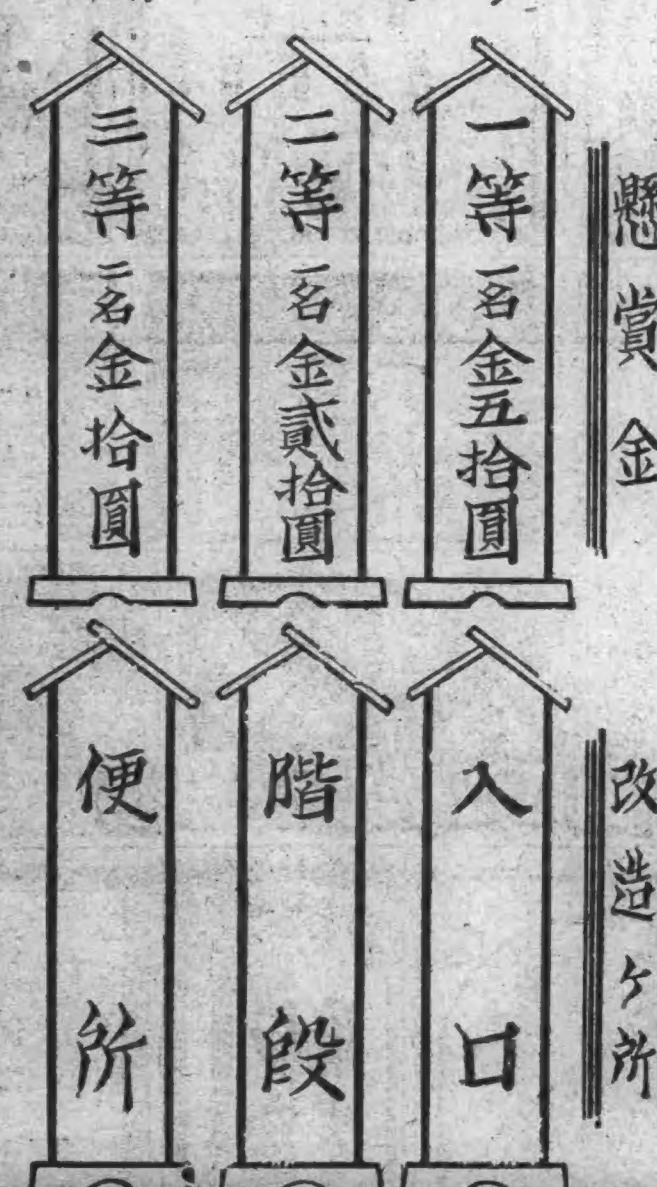 懸賞金
一等 一名 金五拾圓
二等 一名 金貳拾圓
三等 二名 金拾圓
改造ヶ所
入口
階段
便所